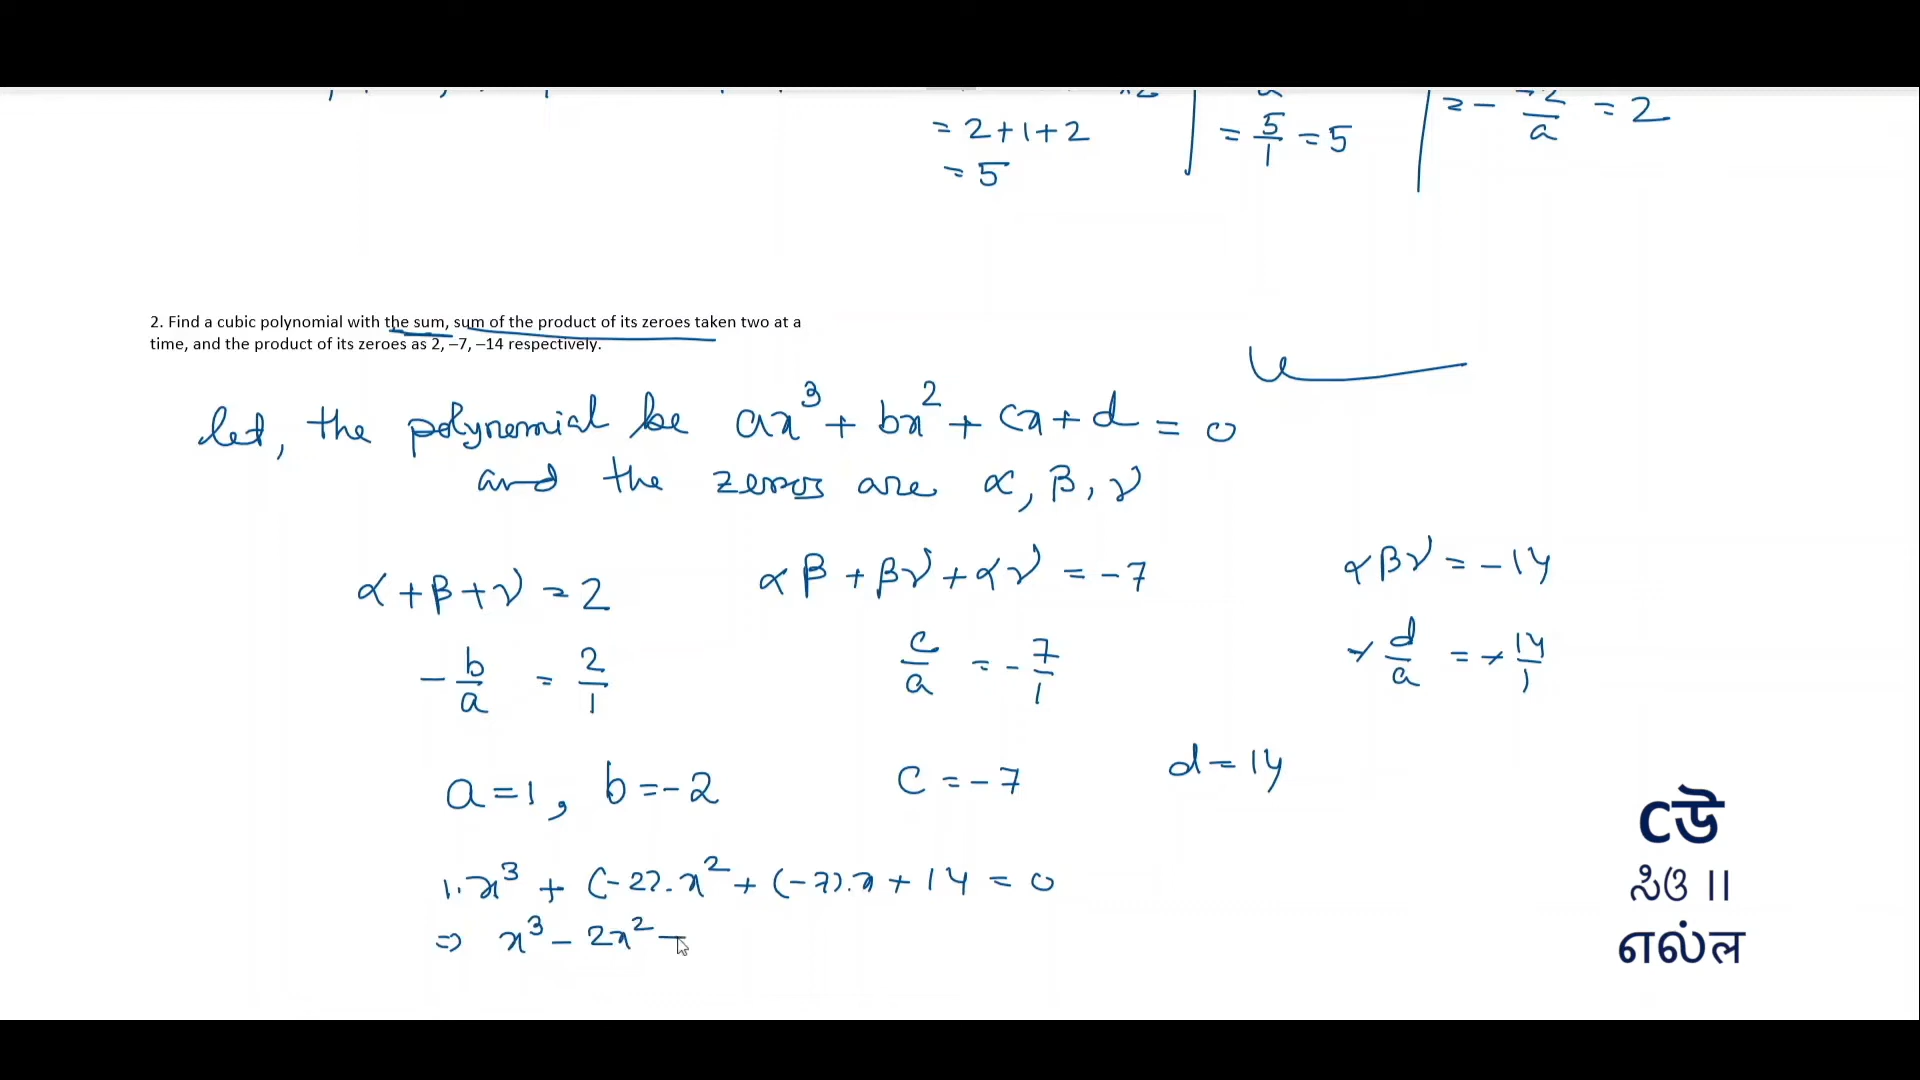 = 2+1+2
= 5
= 5/1 = 5
= 2
2. Find a cubic polynomial with the sum, sum of the product of its zeroes taken two at a
time, and the product of its zeroes as 2, –7, –14 respectively.
let, the polynomial be ax³ + bx² + cx + d = 0
and the zeros are α, β, γ
α + β + γ = 2
αβ + βγ + αγ = -7
αβγ = -14
- b/a = 2/1
c/a = - 7/1
- d/a = - 14/1
a = 1, b = -2
c = -7
d = 14
1.x³ + (-2).x² + (-7).x + 14 = 0
⇒ x³ - 2x² -
Cউ
ಸಿଓ ||
எல்ல